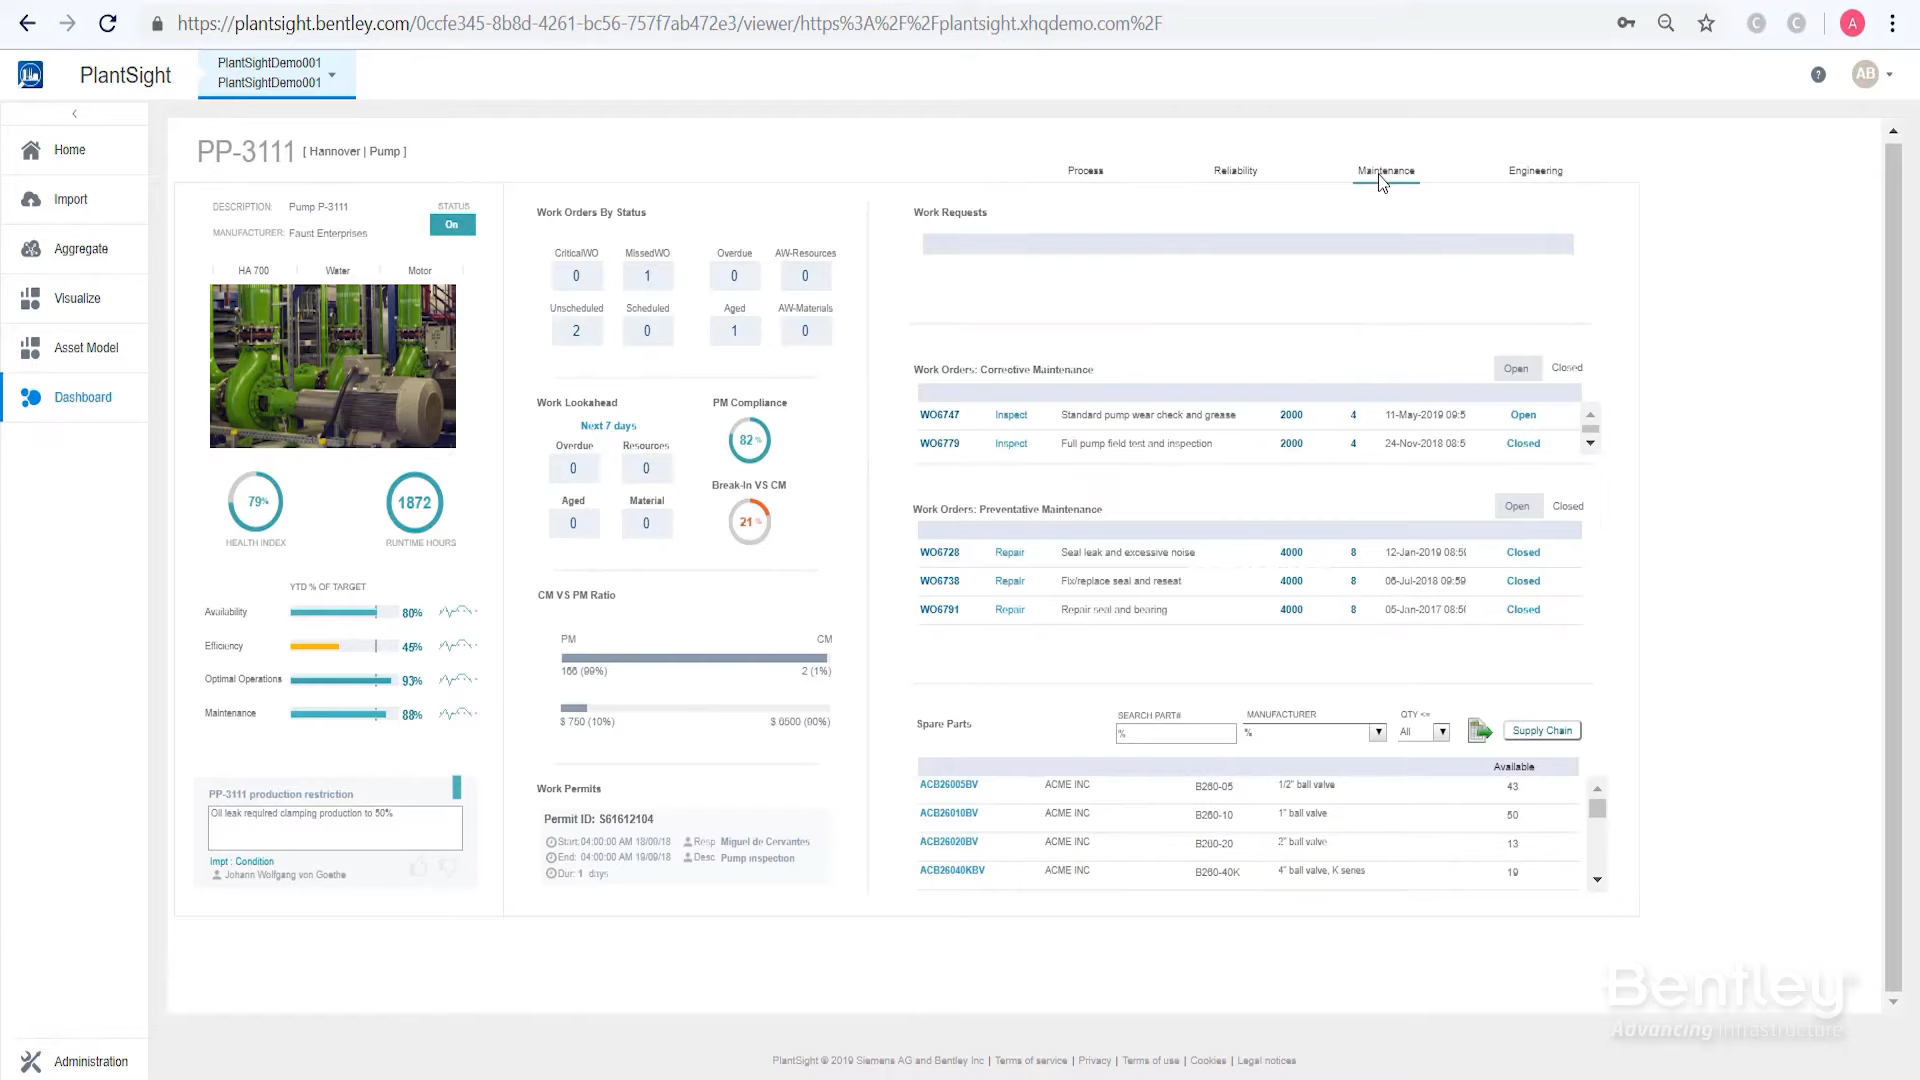 https://plantsight.bentley.com/0ccfe345-8b8d-4261-bc56-757f7ab472e3/viewer/https%3A%2F%2Fplantsight.xhqdemo.com%2F
C C A
PlantSight
PlantSightDemo001
PlantSightDemo001
? AB
Home
Import
Aggregate
Visualize
Asset Model
Dashboard
Administration
PP-3111 [ Hannover | Pump ]
Process Reliability Maintenance Engineering
DESCRIPTION: Pump P-3111
MANUFACTURER: Faust Enterprises
STATUS
On
HA 700 Water Motor
79% 1872
HEALTH INDEX RUNTIME HOURS
YTD % OF TARGET
Availability 80%
Efficiency 45%
Optimal Operations 93%
Maintenance 88%
PP-3111 production restriction
Oil leak required clamping production to 50%
Impt : Condition
Johann Wolfgang von Goethe
Work Orders By Status
CriticalWO MissedWO Overdue AW-Resources
0 1 0 0
Unscheduled Scheduled Aged AW-Materials
2 0 1 0
Work Lookahead
Next 7 days
Overdue Resources
0 0
Aged Material
0 0
PM Compliance
82%
Break-In VS CM
21%
CM VS PM Ratio
PM CM
166 (99%) 2 (1%)
$ 750 (10%) $ 6500 (90%)
Work Permits
Permit ID: S61612104
Start: 04:00:00 AM 18/09/18 Resp Miguel de Cervantes
End: 04:00:00 AM 19/09/18 Desc Pump inspection
Dur: 1 days
Work Requests
Work Orders: Corrective Maintenance Open Closed
WO6747 Inspect Standard pump wear check and grease 2000 4 11-May-2019 09:5 Open
WO6779 Inspect Full pump field test and inspection 2000 4 24-Nov-2018 08:5 Closed
Work Orders: Preventative Maintenance Open Closed
WO6728 Repair Seal leak and excessive noise 4000 8 12-Jan-2019 08:5 Closed
WO6738 Repair Fix/replace seal and reseat 4000 8 06-Jul-2018 09:59 Closed
WO6791 Repair Repair seal and bearing 4000 8 05-Jan-2017 08:5 Closed
Spare Parts
SEARCH PART# MANUFACTURER QTY <=
% % All Supply Chain
Available
ACB26005BV ACME INC B260-05 1/2" ball valve 43
ACB26010BV ACME INC B260-10 1" ball valve 50
ACB26020BV ACME INC B260-20 2" ball valve 13
ACB26040KBV ACME INC B260-40K 4" ball valve, K series 19
Bentley
Advancing Infrastructure
PlantSight © 2019 Siemens AG and Bentley Inc | Terms of service | Privacy | Terms of use | Cookies | Legal notices